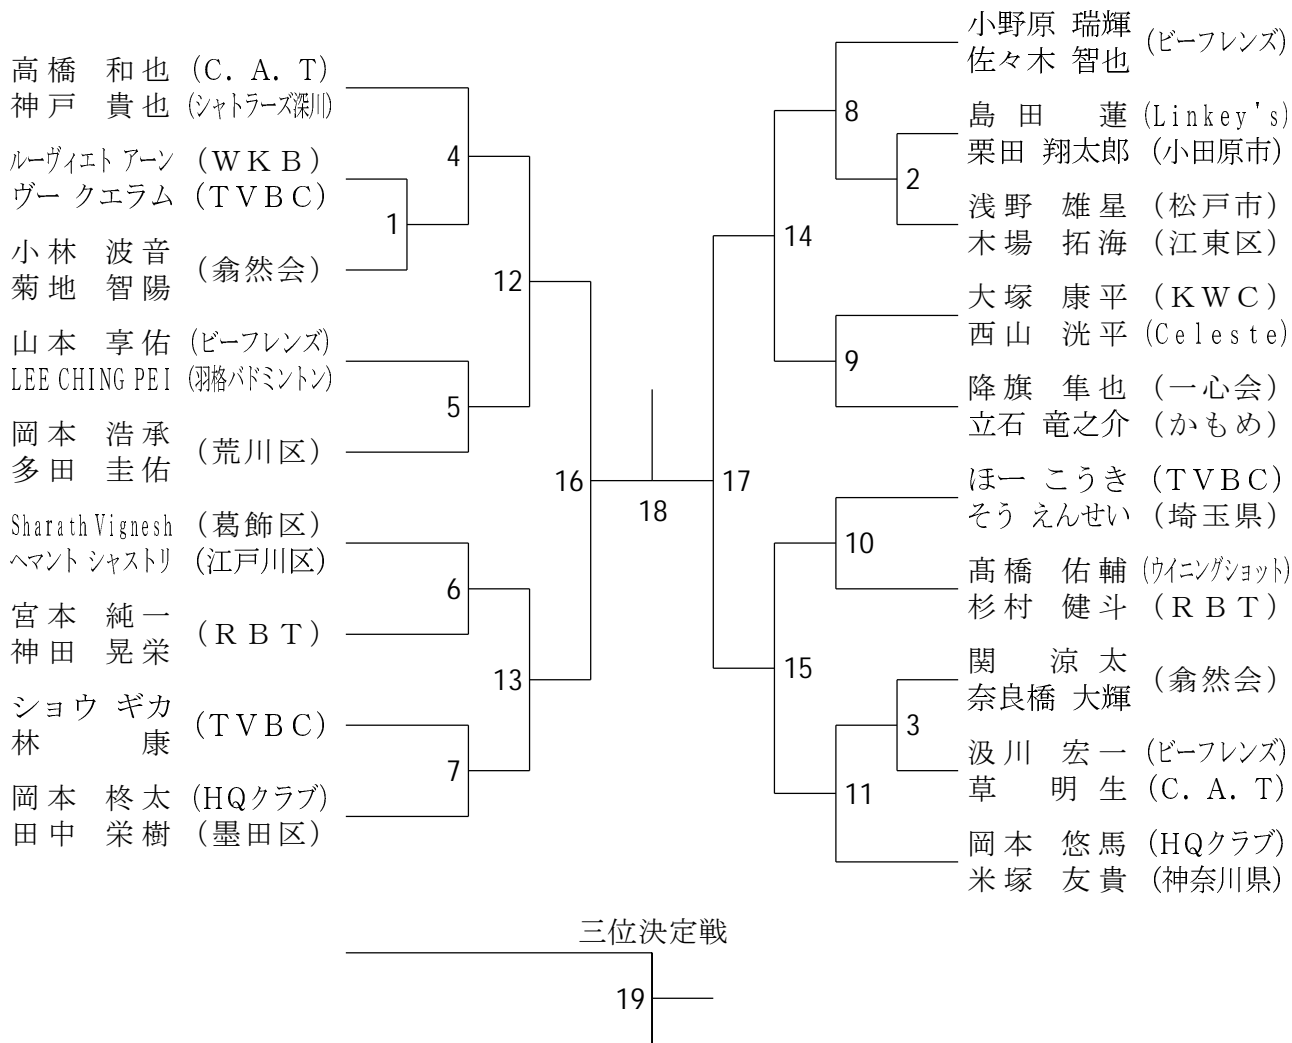 高橋 和也 (C. A. T)
神戸 貴也 (シャトラーズ深川)
4
ルーヴィエト アーン (WKB)
ヴー クエラム (TVBC)
1
小林 波音
菊地 智陽
(翕然会)
12
山本 享佑 (ビーフレンズ)
LEE CHING PEI (羽格バドミントン)
5
岡本 浩承
多田 圭佑
(荒川区)
16
Sharath Vignesh (葛飾区)
ヘマント シャストリ (江戸川区)
6
宮本 純一
神田 晃栄
(RBT)
13
ショウ ギカ
林 康
(TVBC)
7
岡本 柊太 (HQクラブ)
田中 栄樹 (墨田区)
18
小野原 瑞輝
佐々木 智也
(ビーフレンズ)
8
島田 蓮 (Linkey's)
栗田 翔太郎 (小田原市)
2
浅野 雄星 (松戸市)
木場 拓海 (江東区)
14
大塚 康平 (KWC)
西山 洸平 (Celeste)
9
降旗 隼也 (一心会)
立石 竜之介 (かもめ)
17
ほー こうき (TVBC)
そう えんせい (埼玉県)
10
髙橋 佑輔 (ウイニングショット)
杉村 健斗 (RBT)
15
関 涼太
奈良橋 大輝
(翕然会)
3
汲川 宏一 (ビーフレンズ)
草 明生 (C. A. T)
11
岡本 悠馬 (HQクラブ)
米塚 友貴 (神奈川県)
三位決定戦
19